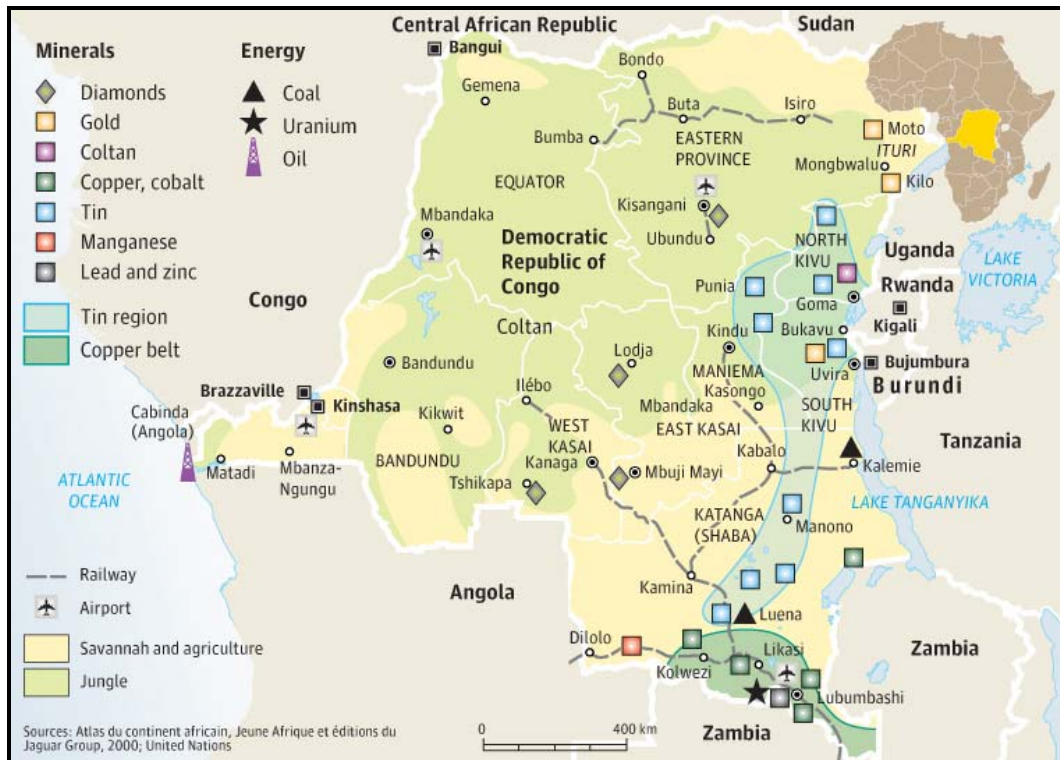 Minerals
Diamonds
Gold
Coltan
Copper, cobalt
Tin
Manganese
Lead and zinc
Tin region
Copper belt
Energy
Coal
Uranium
Oil
Central African Republic
Sudan
Bangui
Bondo
Gemena
Buta
Isiro
Bumba
EASTERN
PROVINCE
Moto
ITURI
Mongbwalu
Kilo
EQUATOR
Kisangani
Mbandaka
Ubundu
NORTH
KIVU
Uganda
LAKE
VICTORIA
Democratic
Republic of
Congo
Congo
Punia
Goma
Rwanda
Kigali
Coltan
Kindu
Bukavu
Bandundu
Lodja
MANIEMA
Uvira
Bujumbura
Burundi
Brazzaville
Kinshasa
Ilébo
Kasongo
Mbandaka
EAST KASAI
SOUTH
KIVU
Cabinda
(Angola)
Kikwit
WEST
KASAI
Tanzania
Matadi
Mbanza-
Ngungu
BANDUNDU
Kanaga
Mbuji Mayi
Kabalo
Kalemie
ATLANTIC
OCEAN
Tshikapa
LAKE TANGANYIKA
KATANGA
(SHABA)
Manono
Angola
Kamina
Luena
Dilolo
Likasi
Kolwezi
Lubumbashi
Zambia
Zambia
Railway
Airport
Savannah and agriculture
Jungle
Sources: Atlas du continent africain, Jeune Afrique et éditions du
Jaguar Group, 2000; United Nations
0 400 km